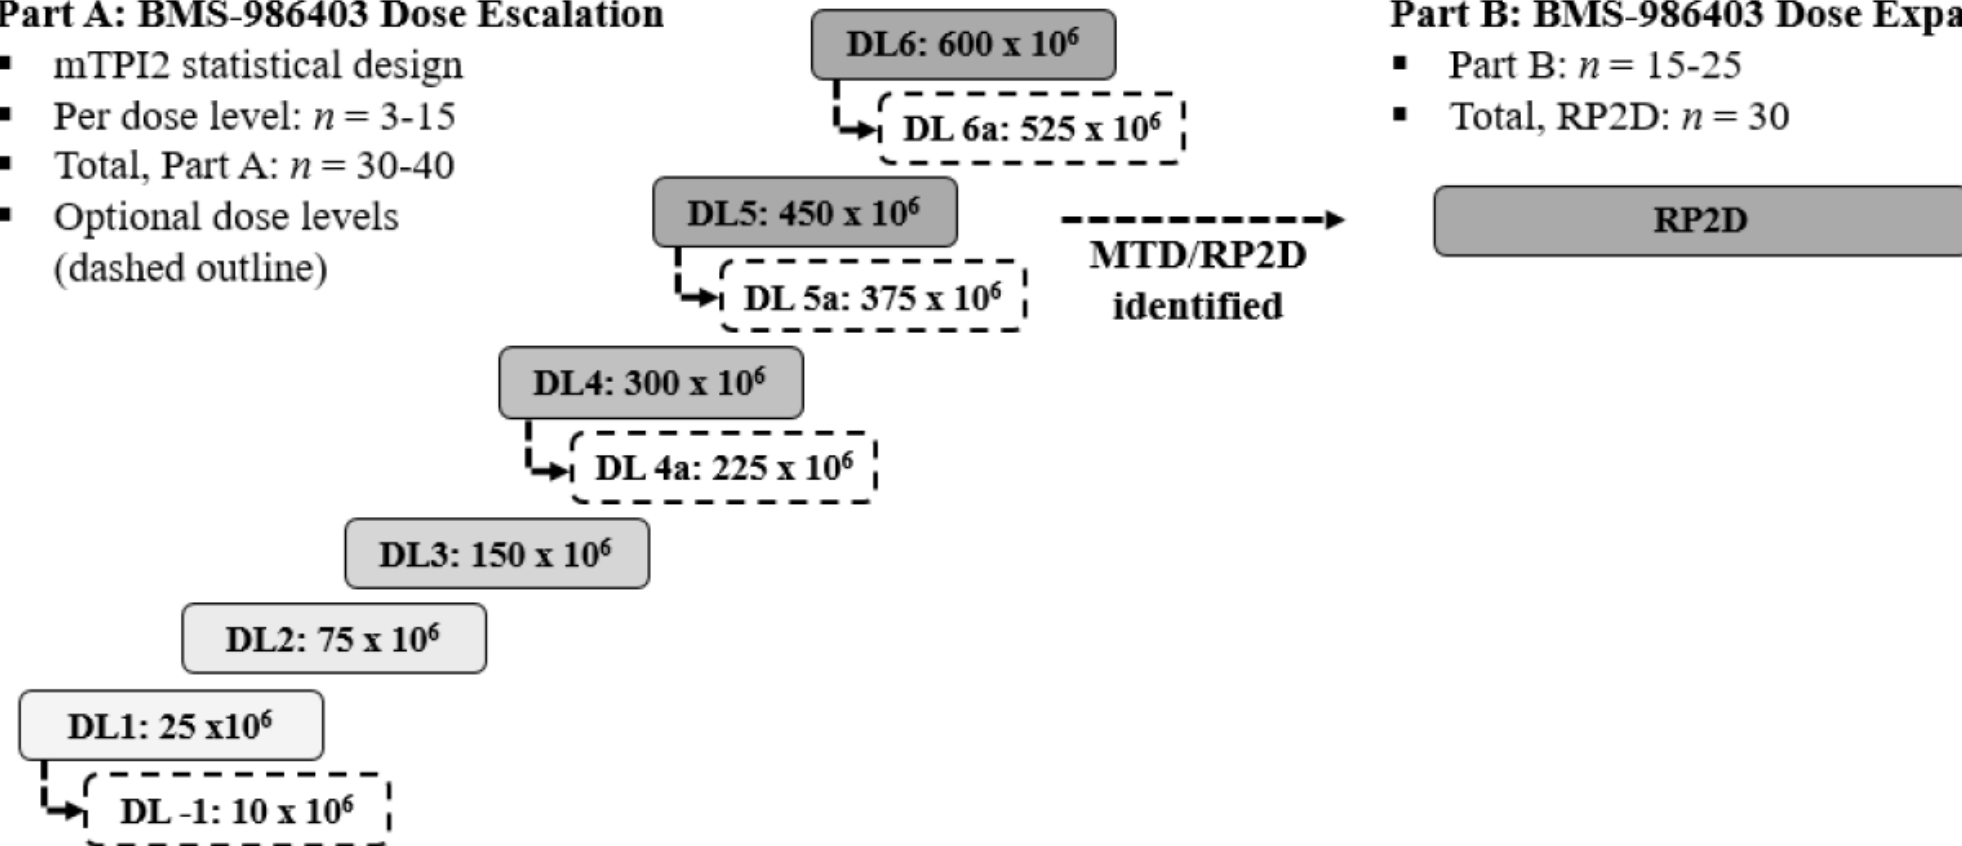 Part A: BMS-986403 Dose Escalation
▪ mTPI2 statistical design
▪ Per dose level: n = 3-15
▪ Total, Part A: n = 30-40
▪ Optional dose levels
(dashed outline)
DL6: 600 x 10⁶
DL 6a: 525 x 10⁶
DL5: 450 x 10⁶
DL 5a: 375 x 10⁶
DL4: 300 x 10⁶
DL 4a: 225 x 10⁶
DL3: 150 x 10⁶
DL2: 75 x 10⁶
DL1: 25 x10⁶
DL -1: 10 x 10⁶
MTD/RP2D
identified
Part B: BMS-986403 Dose Expa
▪ Part B: n = 15-25
▪ Total, RP2D: n = 30
RP2D